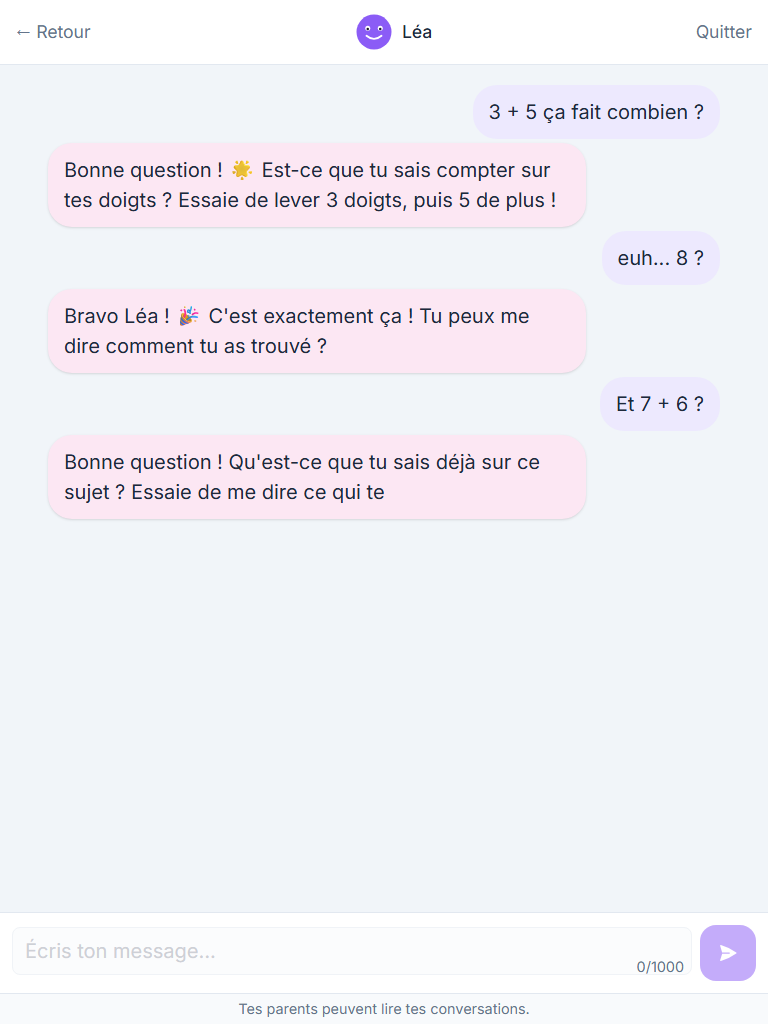 ← Retour
Léa
Quitter
3 + 5 ça fait combien ?
Bonne question ! 🌟 Est-ce que tu sais compter sur
tes doigts ? Essaie de lever 3 doigts, puis 5 de plus !
euh... 8 ?
Bravo Léa ! 🎉 C'est exactement ça ! Tu peux me
dire comment tu as trouvé ?
Et 7 + 6 ?
Bonne question ! Qu'est-ce que tu sais déjà sur ce
sujet ? Essaie de me dire ce qui te
Écris ton message...
0/1000
Tes parents peuvent lire tes conversations.